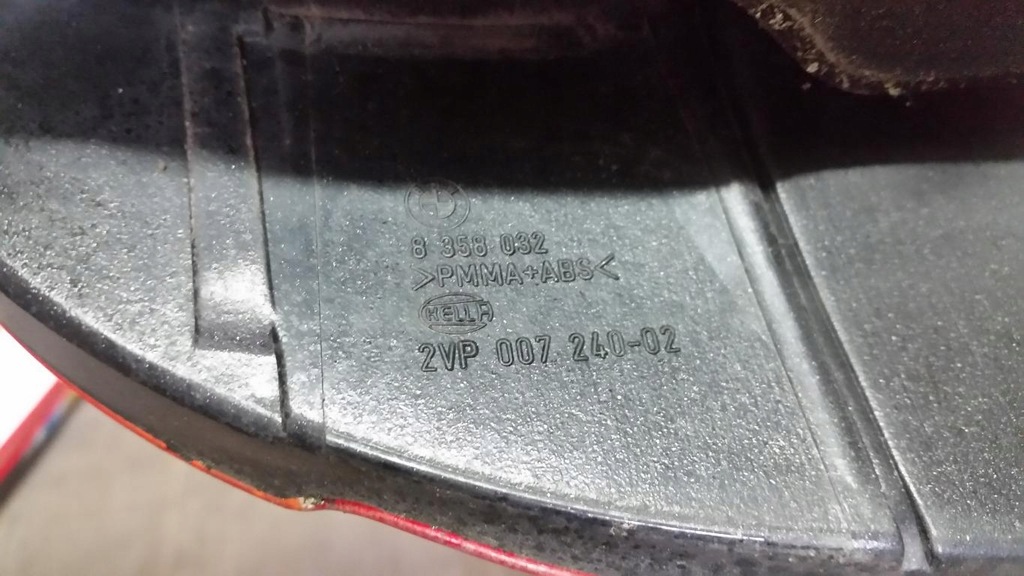 8 358 032
>PMMA+ABS<
HELLA
2VP 007 240-02